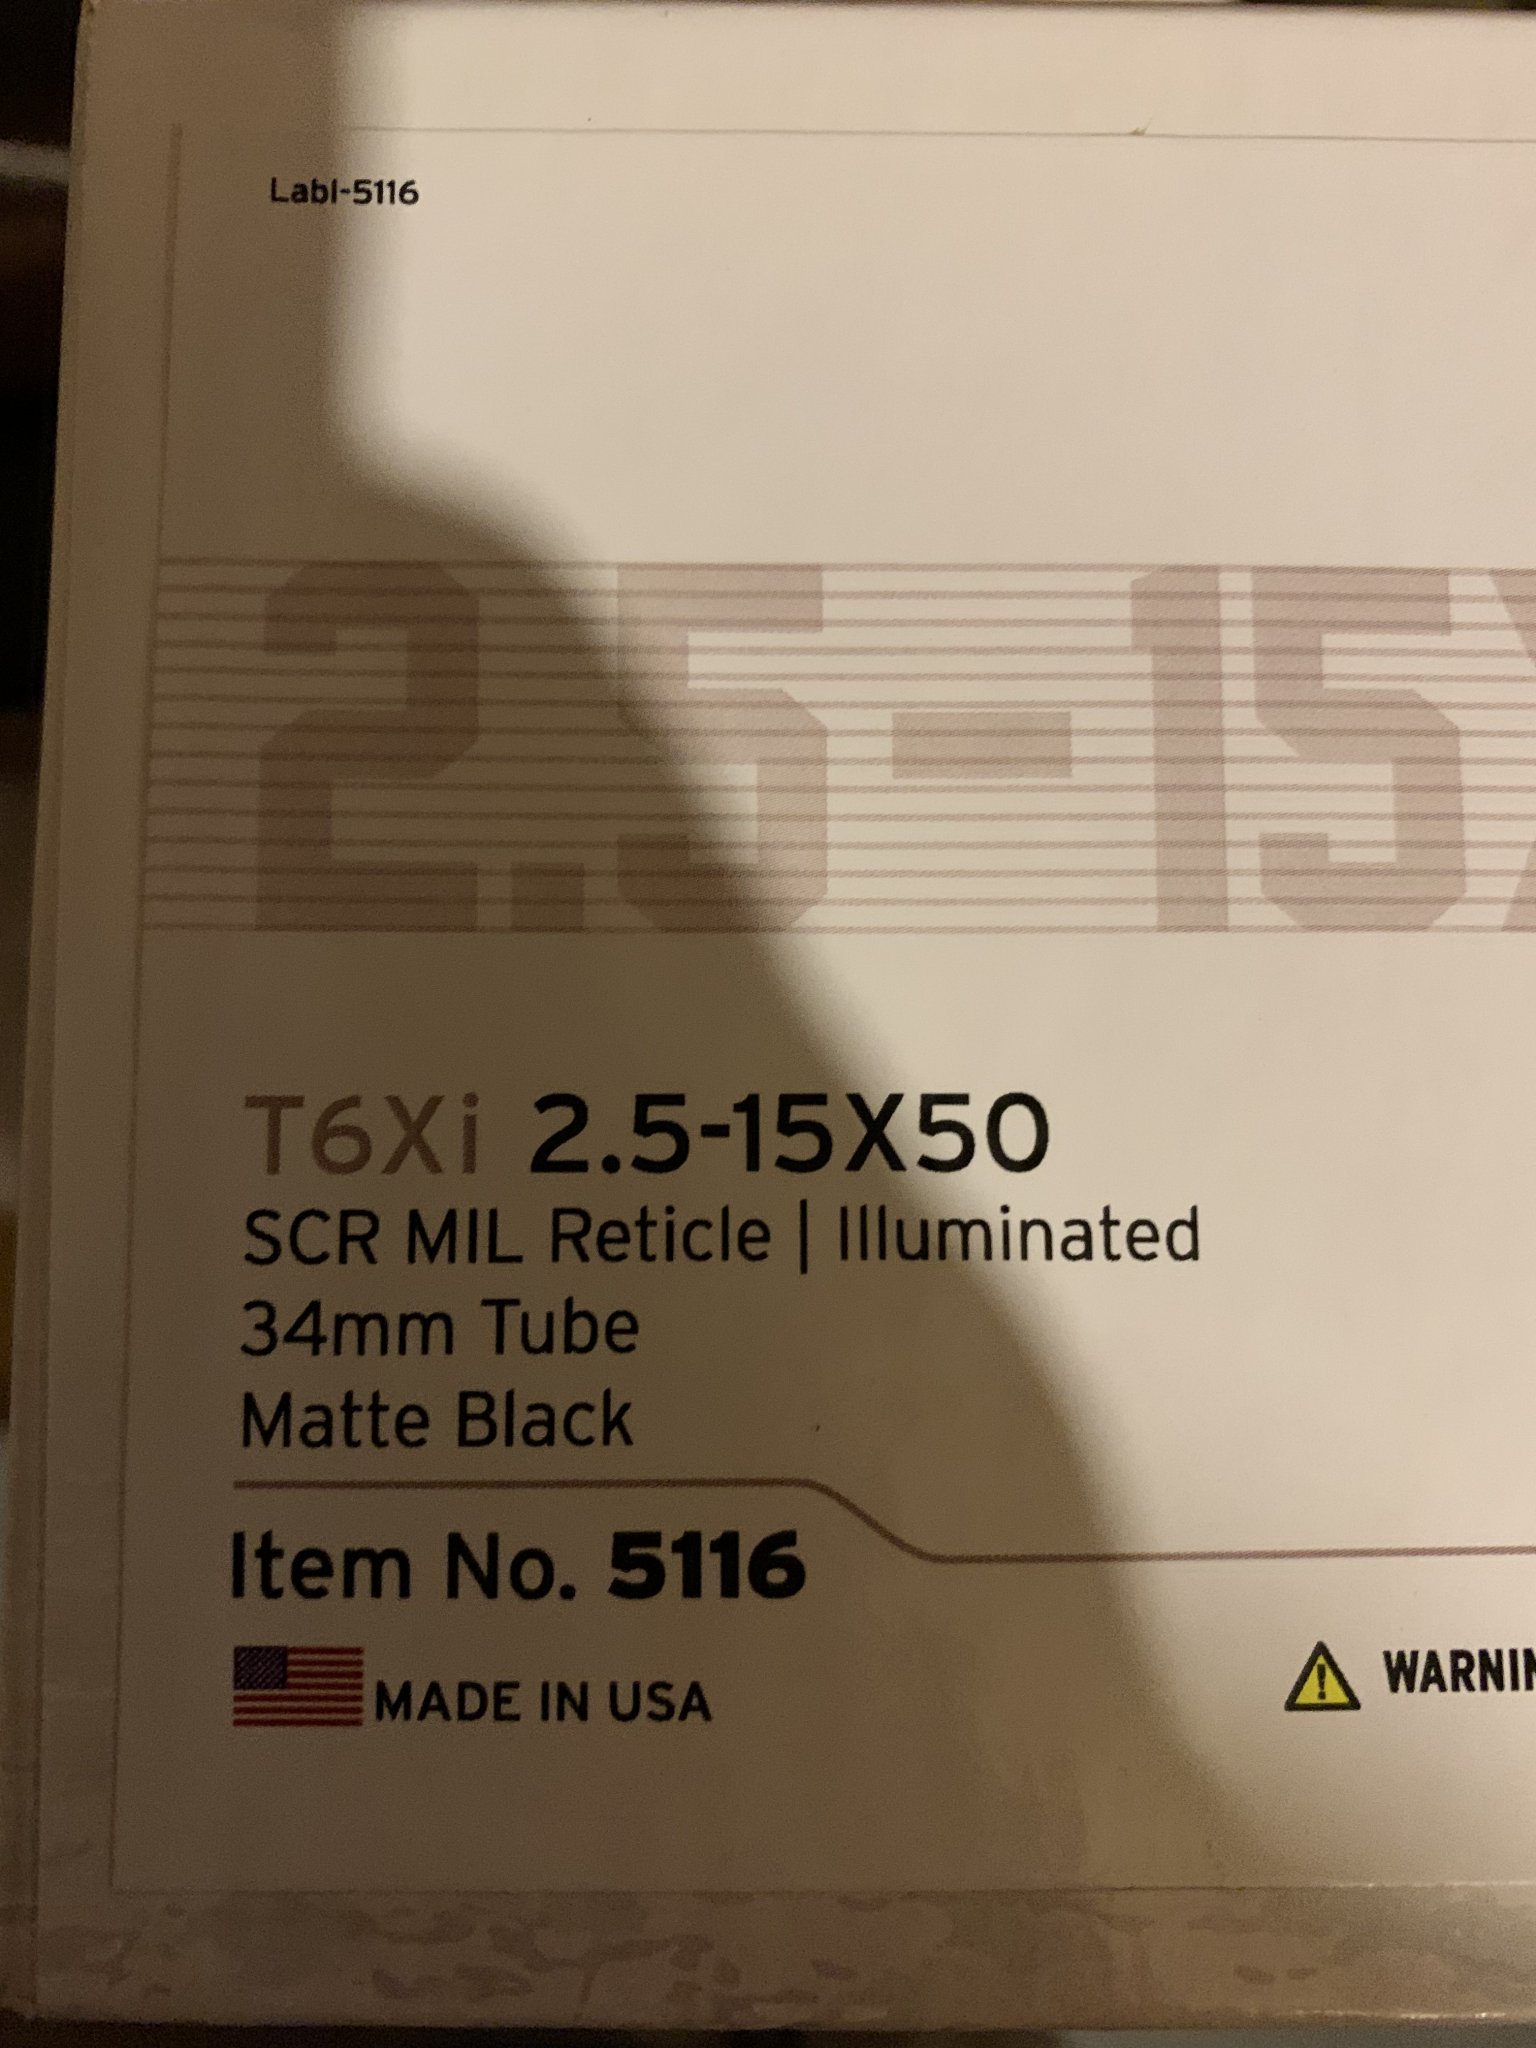 Labl-5116
2.5-15X
T6Xi 2.5-15X50
SCR MIL Reticle | Illuminated
34mm Tube
Matte Black
Item No. 5116
MADE IN USA
WARNIN